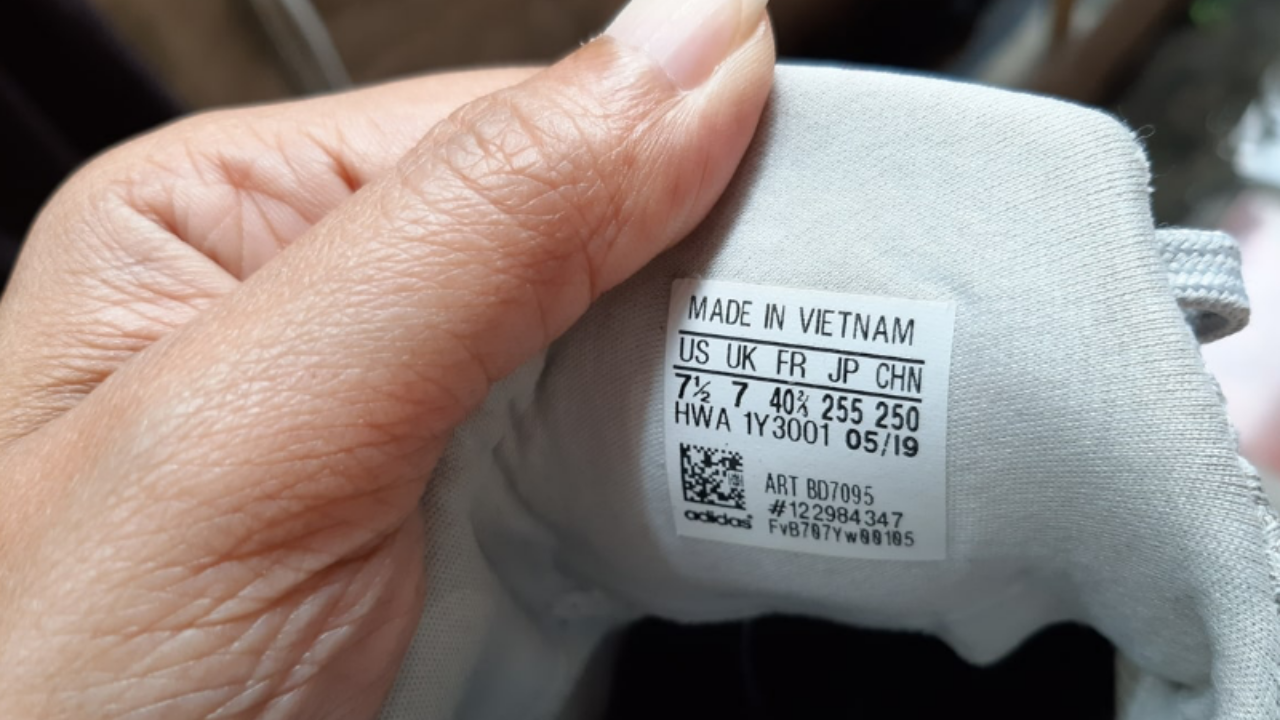 MADE IN VIETNAM
US UK FR JP CHN
7½ 7 40⅔ 255 250
HWA 1Y3001 05/19
ART BD7095
#122984347
adidas
FvB707Yw00105